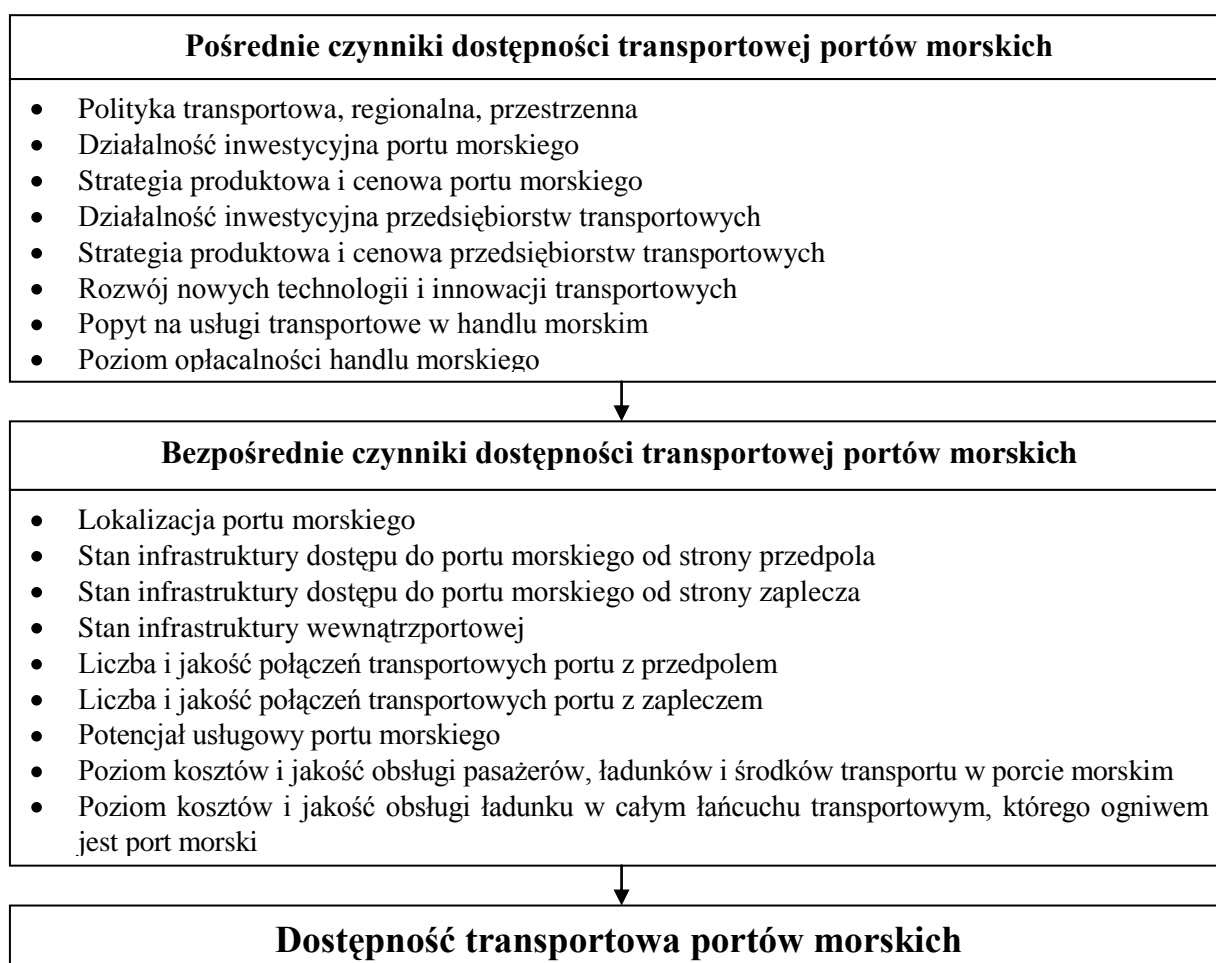 Pośrednie czynniki dostępności transportowej portów morskich
• Polityka transportowa, regionalna, przestrzenna
• Działalność inwestycyjna portu morskiego
• Strategia produktowa i cenowa portu morskiego
• Działalność inwestycyjna przedsiębiorstw transportowych
• Strategia produktowa i cenowa przedsiębiorstw transportowych
• Rozwój nowych technologii i innowacji transportowych
• Popyt na usługi transportowe w handlu morskim
• Poziom opłacalności handlu morskiego
Bezpośrednie czynniki dostępności transportowej portów morskich
• Lokalizacja portu morskiego
• Stan infrastruktury dostępu do portu morskiego od strony przedpola
• Stan infrastruktury dostępu do portu morskiego od strony zaplecza
• Stan infrastruktury wewnątrzportowej
• Liczba i jakość połączeń transportowych portu z przedpolem
• Liczba i jakość połączeń transportowych portu z zapleczem
• Potencjał usługowy portu morskiego
• Poziom kosztów i jakość obsługi pasażerów, ładunków i środków transportu w porcie morskim
• Poziom kosztów i jakość obsługi ładunku w całym łańcuchu transportowym, którego ogniwem
jest port morski
Dostępność transportowa portów morskich